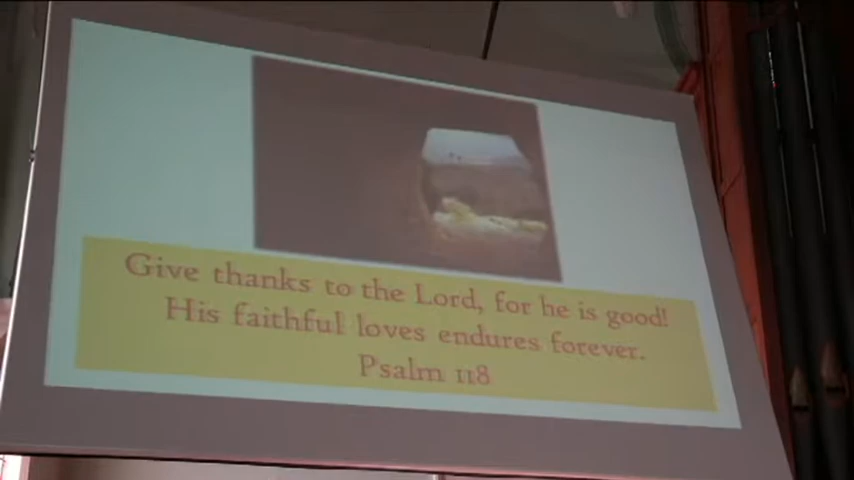 Give thanks to the Lord, for he is good!
His faithful loves endures forever.
Psalm 118